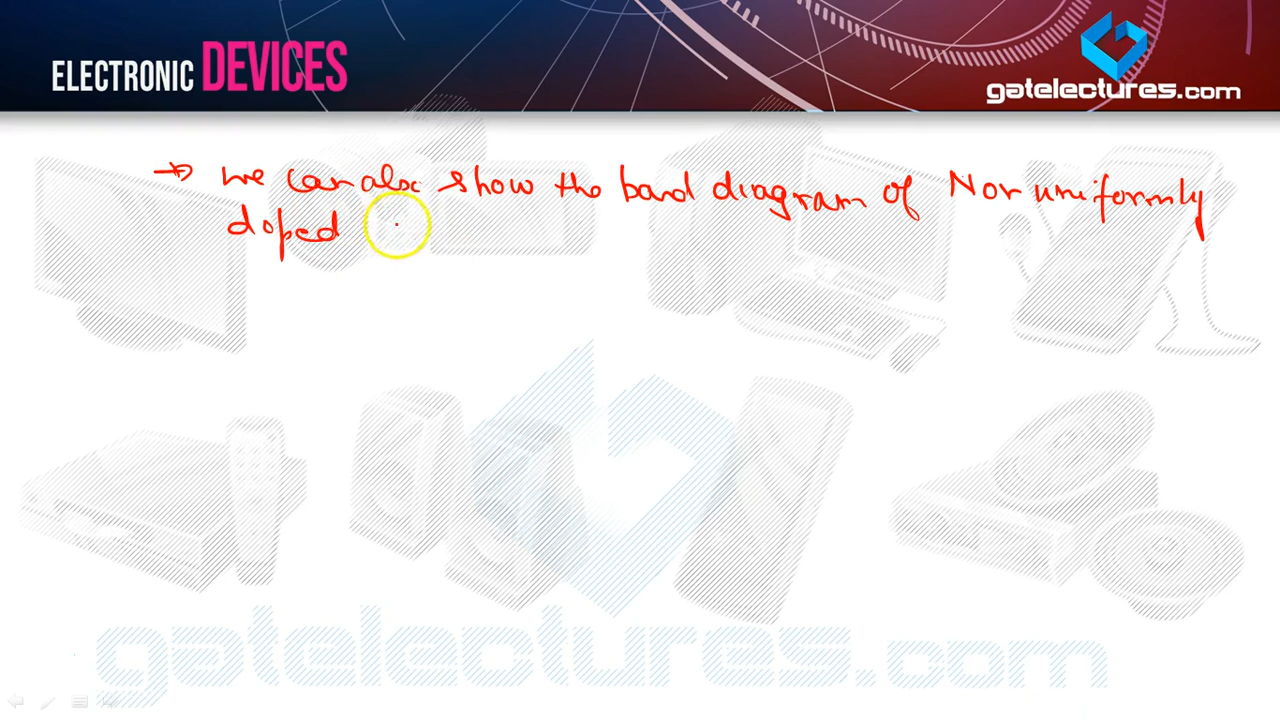 ELECTRONIC DEVICES
gatelectures.com
→ we can also show the band diagram of Non uniformly
doped
gatelectures.com